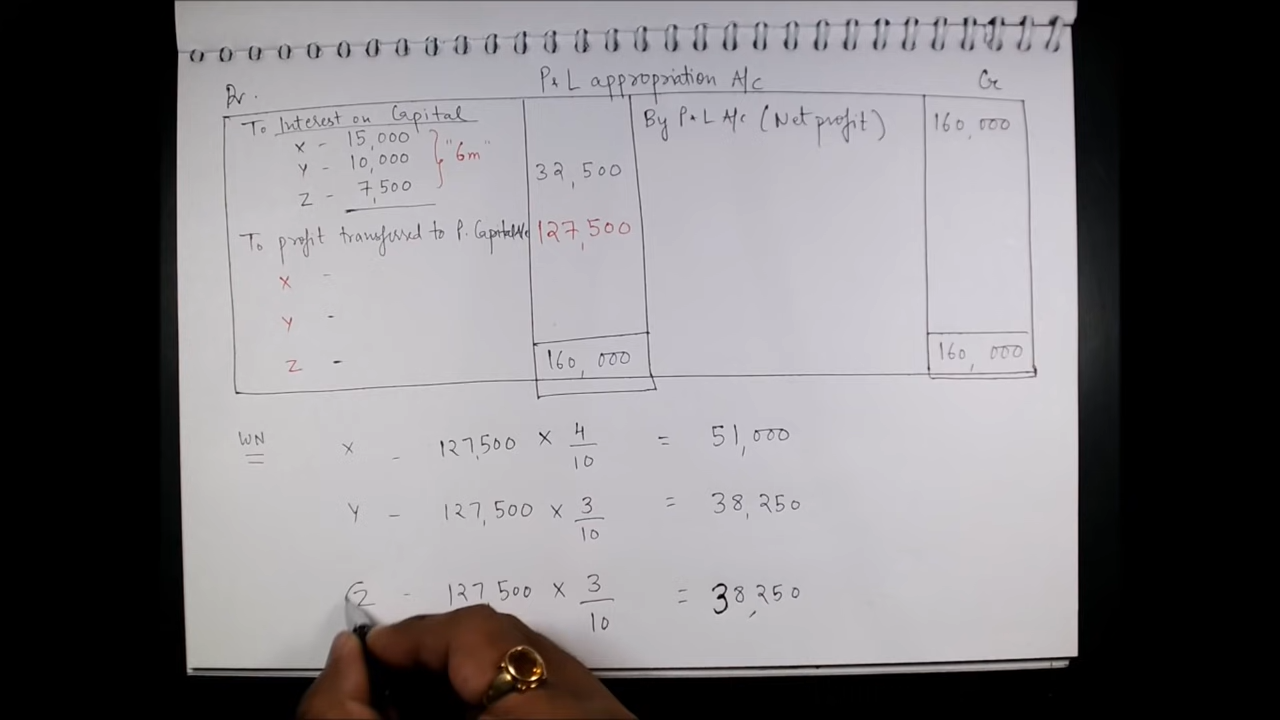 P & L appropriation A/c
Dr. Cr
To Interest on Capital By P & L A/c (Net profit) 160,000
X - 15,000
Y - 10,000 "6m" 32,500
Z - 7,500
To profit transferred to P. Capital A/c 127,500
X -
Y -
Z - 160,000 160,000
WN X - 127,500 × 4/10 = 51,000
Y - 127,500 × 3/10 = 38,250
Z - 127,500 × 3/10 = 38,250